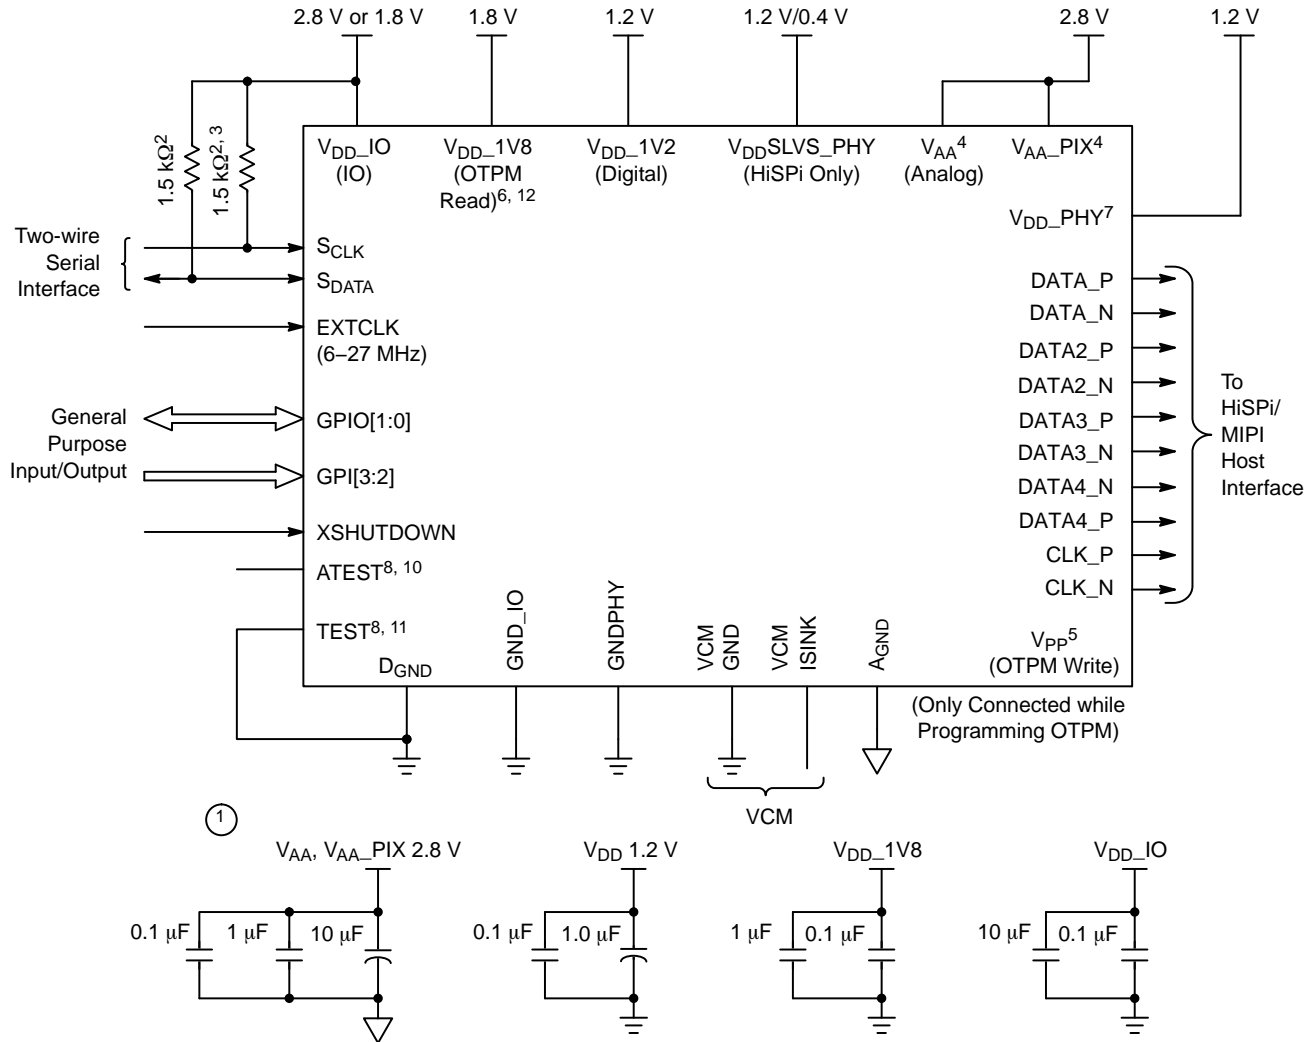 2.8 V or 1.8 V
1.8 V
1.2 V
1.2 V/0.4 V
2.8 V
1.2 V
1.5 kΩ2
1.5 kΩ2, 3
VDD_IO
(IO)
VDD_1V8
(OTPM
Read)6, 12
VDD_1V2
(Digital)
VDDSLVS_PHY
(HiSPi Only)
VAA4
(Analog)
VAA_PIX4
VDD_PHY7
Two-wire
Serial
Interface
SCLK
SDATA
EXTCLK
(6–27 MHz)
General
Purpose
Input/Output
GPIO[1:0]
GPI[3:2]
XSHUTDOWN
ATEST8, 10
TEST8, 11
DATA_P
DATA_N
DATA2_P
DATA2_N
DATA3_P
DATA3_N
DATA4_N
DATA4_P
CLK_P
CLK_N
To
HiSPi/
MIPI
Host
Interface
DGND
GND_IO
GNDPHY
VCM
GND
VCM
ISINK
AGND
VPP5
(OTPM Write)
(Only Connected while
Programming OTPM)
VCM
1
VAA, VAA_PIX 2.8 V
0.1 μF
1 μF
10 μF
VDD 1.2 V
0.1 μF
1.0 μF
VDD_1V8
1 μF
0.1 μF
VDD_IO
10 μF
0.1 μF